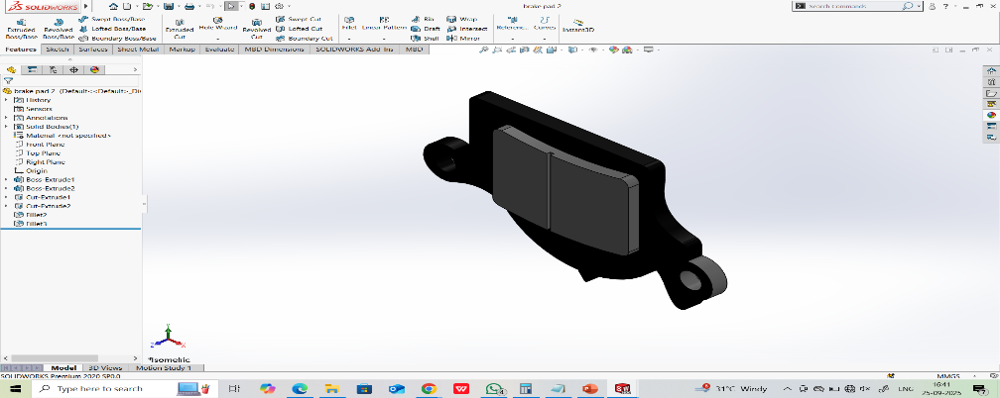 SOLIDWORKS
brake pad 2
Search Commands
Extruded Boss/Base
Revolved Boss/Base
Swept Boss/Base
Lofted Boss/Base
Boundary Boss/Base
Extruded Cut
Hole Wizard
Revolved Cut
Swept Cut
Lofted Cut
Boundary Cut
Fillet
Linear Pattern
Rib
Draft
Shell
Wrap
Intersect
Mirror
Referenc...
Curves
Instant3D
Features Sketch Surfaces Sheet Metal Markup Evaluate MBD Dimensions SOLIDWORKS Add-Ins MBD
brake pad 2 (Default<<Default>_Di
History
Sensors
Annotations
Solid Bodies(1)
Material <not specified>
Front Plane
Top Plane
Right Plane
Origin
Boss-Extrude1
Boss-Extrude2
Cut-Extrude1
Cut-Extrude2
Fillet2
Fillet3
Y
Z
X
*Isometric
Model 3D Views Motion Study 1
SOLIDWORKS Premium 2020 SP0.0
MMGS
Type here to search
31°C Windy
ENG
16:41
25-09-2025